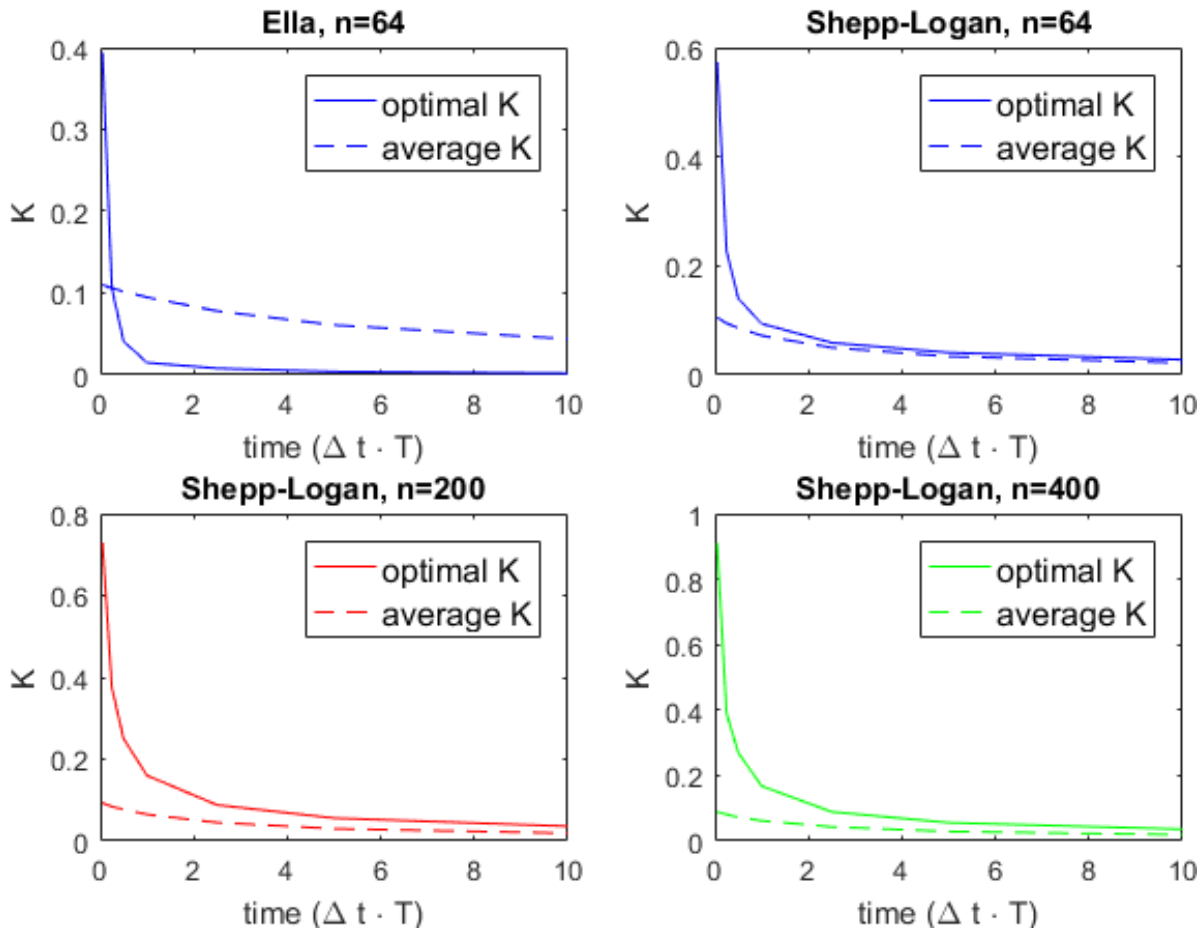 Ella, n=64
0.4
0.3
0.2
0.1
0
K
optimal K
average K
0 2 4 6 8 10
time (Δ t · T)
Shepp-Logan, n=64
0.6
0.4
0.2
0
K
optimal K
average K
0 2 4 6 8 10
time (Δ t · T)
Shepp-Logan, n=200
0.8
0.6
0.4
0.2
0
K
optimal K
average K
0 2 4 6 8 10
time (Δ t · T)
Shepp-Logan, n=400
1
0.8
0.6
0.4
0.2
0
K
optimal K
average K
0 2 4 6 8 10
time (Δ t · T)